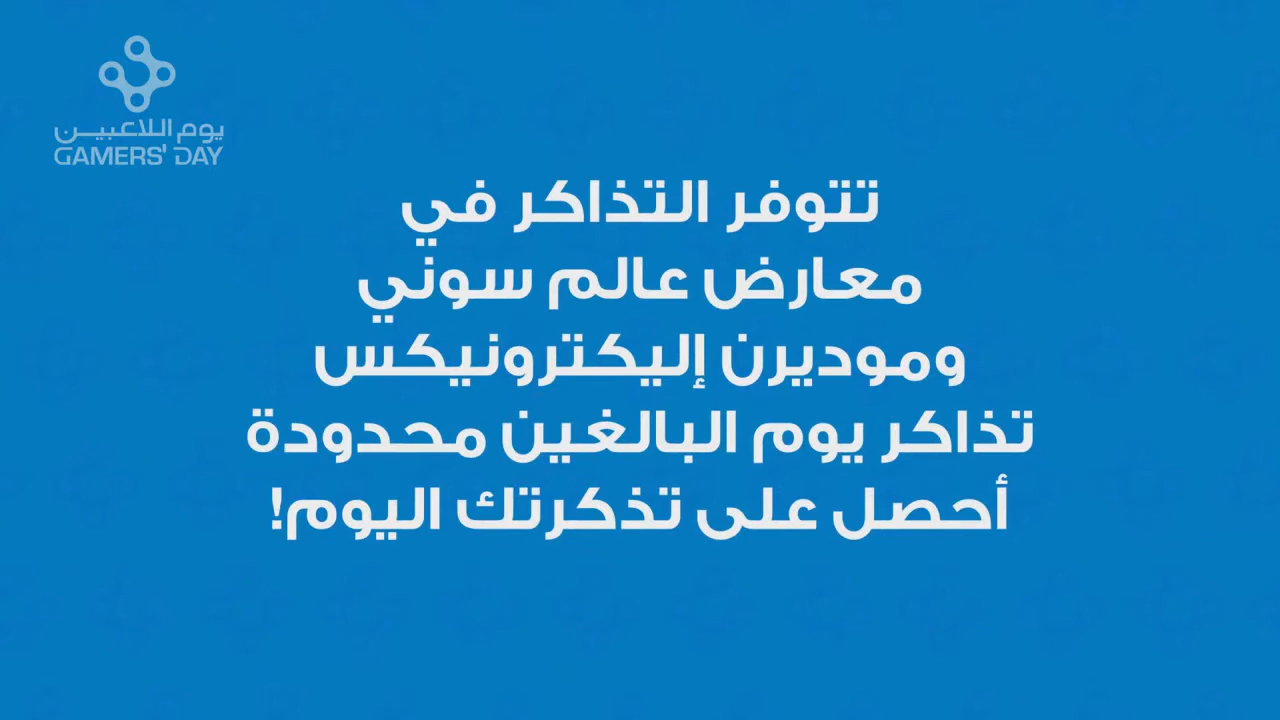 يوم اللاعبين
GAMERS' DAY
تتوفر التذاكر في
معارض عالم سوني
وموديرن إليكترونيكس
تذاكر يوم البالغين محدودة
أحصل على تذكرتك اليوم!